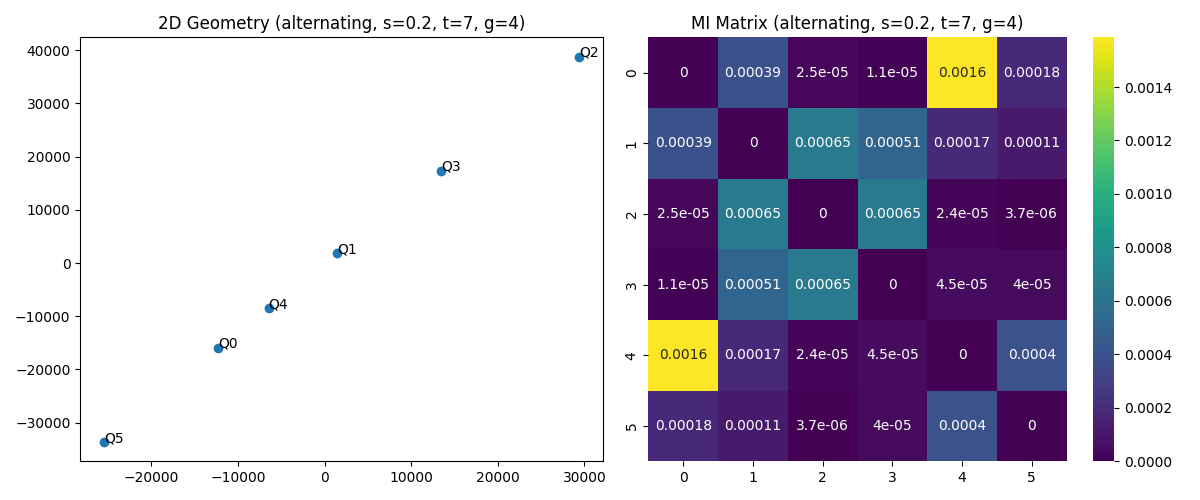 2D Geometry (alternating, s=0.2, t=7, g=4)
40000
30000
20000
10000
0
−10000
−20000
−30000
−20000 −10000 0 10000 20000 30000
Q2
Q3
Q1
Q4
Q0
Q5
MI Matrix (alternating, s=0.2, t=7, g=4)
0 0 0.00039 2.5e-05 1.1e-05 0.0016 0.00018
1 0.00039 0 0.00065 0.00051 0.00017 0.00011
2 2.5e-05 0.00065 0 0.00065 2.4e-05 3.7e-06
3 1.1e-05 0.00051 0.00065 0 4.5e-05 4e-05
4 0.0016 0.00017 2.4e-05 4.5e-05 0 0.0004
5 0.00018 0.00011 3.7e-06 4e-05 0.0004 0
0 1 2 3 4 5
0.0014
0.0012
0.0010
0.0008
0.0006
0.0004
0.0002
0.0000